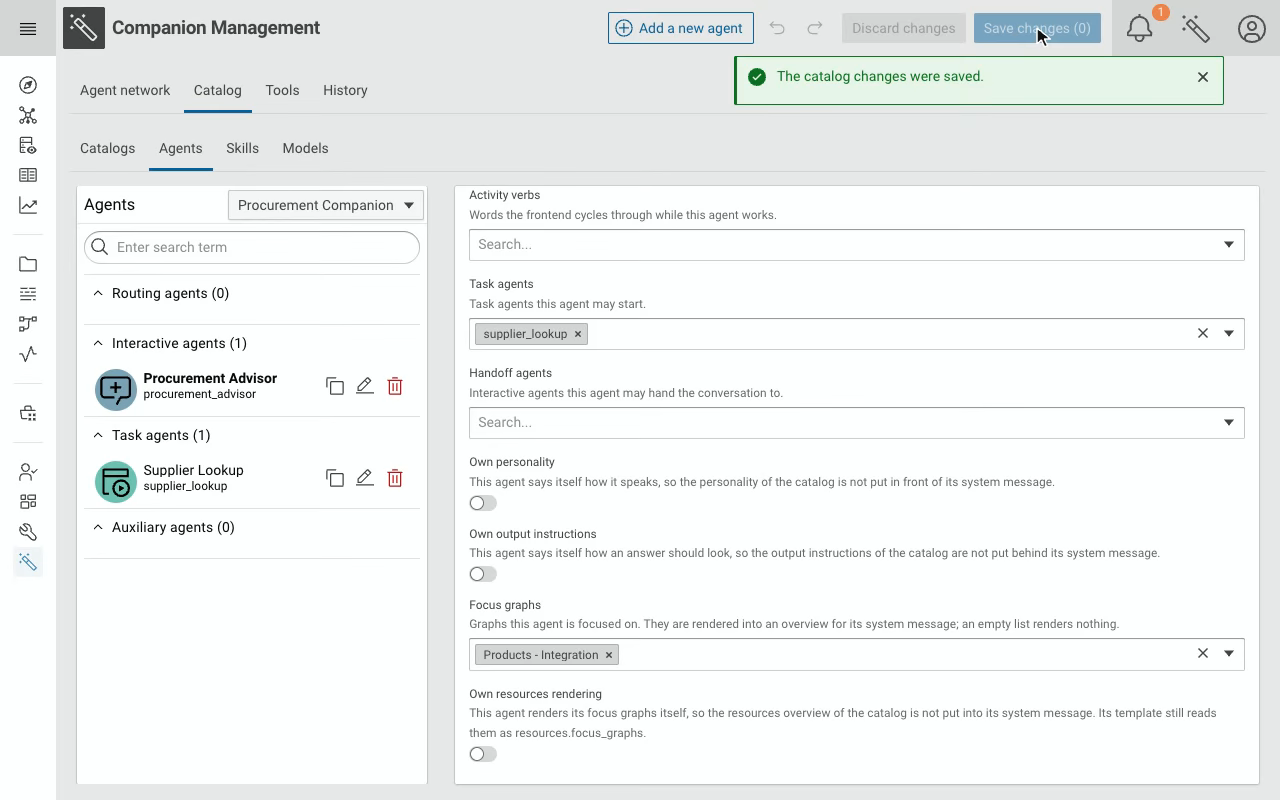 Companion Management
Add a new agent
Discard changes
Save changes (0)
1
The catalog changes were saved.
Agent network
Catalog
Tools
History
Catalogs
Agents
Skills
Models
Agents
Procurement Companion
Enter search term
Routing agents (0)
Interactive agents (1)
Procurement Advisor
procurement_advisor
Task agents (1)
Supplier Lookup
supplier_lookup
Auxiliary agents (0)
Activity verbs
Words the frontend cycles through while this agent works.
Search...
Task agents
Task agents this agent may start.
supplier_lookup
Handoff agents
Interactive agents this agent may hand the conversation to.
Search...
Own personality
This agent says itself how it speaks, so the personality of the catalog is not put in front of its system message.
Own output instructions
This agent says itself how an answer should look, so the output instructions of the catalog are not put behind its system message.
Focus graphs
Graphs this agent is focused on. They are rendered into an overview for its system message; an empty list renders nothing.
Products - Integration
Own resources rendering
This agent renders its focus graphs itself, so the resources overview of the catalog is not put into its system message. Its template still reads
them as resources.focus_graphs.